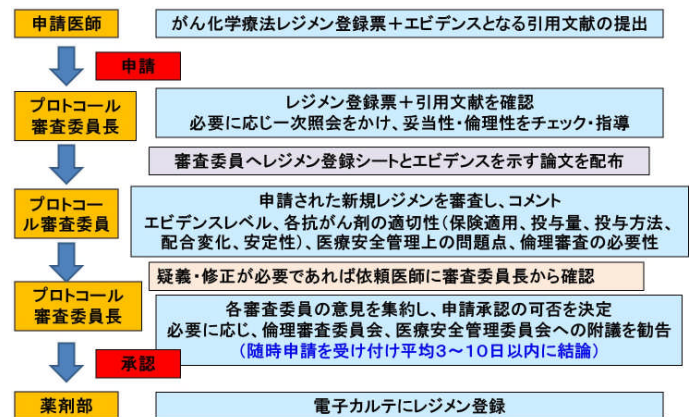 申請医師
がん化学療法レジメン登録票＋エビデンスとなる引用文献の提出
申請
プロトコール
審査委員長
レジメン登録票＋引用文献を確認
必要に応じ一次照会をかけ、妥当性・倫理性をチェック・指導
審査委員へレジメン登録シートとエビデンスを示す論文を配布
プロトコー
ル審査委員
申請された新規レジメンを審査し、コメント
エビデンスレベル、各抗がん剤の適切性（保険適用、投与量、投与方法、
配合変化、安定性）、医療安全管理上の問題点、倫理審査の必要性
疑義・修正が必要であれば依頼医師に審査委員長から確認
プロトコール
審査委員長
各審査委員の意見を集約し、申請承認の可否を決定
必要に応じ、倫理審査委員会、医療安全管理委員会への附議を勧告
（随時申請を受け付け平均３～１０日以内に結論）
承認
薬剤部
電子カルテにレジメン登録